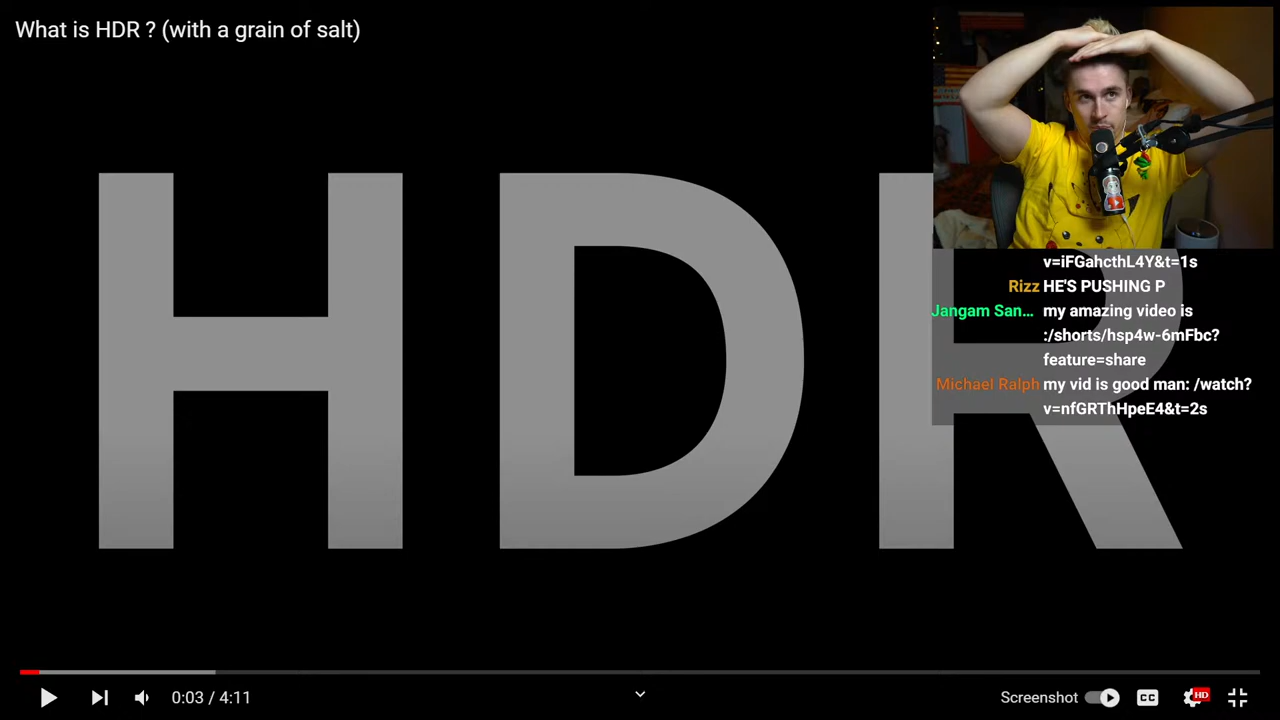 What is HDR ? (with a grain of salt)
HDR
v=iFGahcthL4Y&t=1s
Rizz HE'S PUSHING P
Jangam San... my amazing video is
:/shorts/hsp4w-6mFbc?
feature=share
Michael Ralph my vid is good man: /watch?
v=nfGRThHpeE4&t=2s
0:03 / 4:11
Screenshot
CC
HD